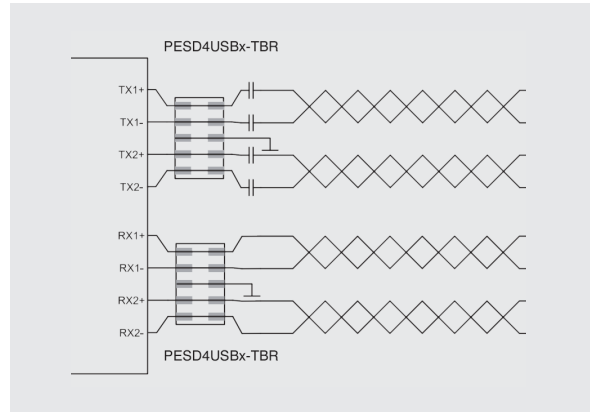 PESD4USBx-TBR
TX1+
TX1-
TX2+
TX2-
RX1+
RX1-
RX2+
RX2-
PESD4USBx-TBR